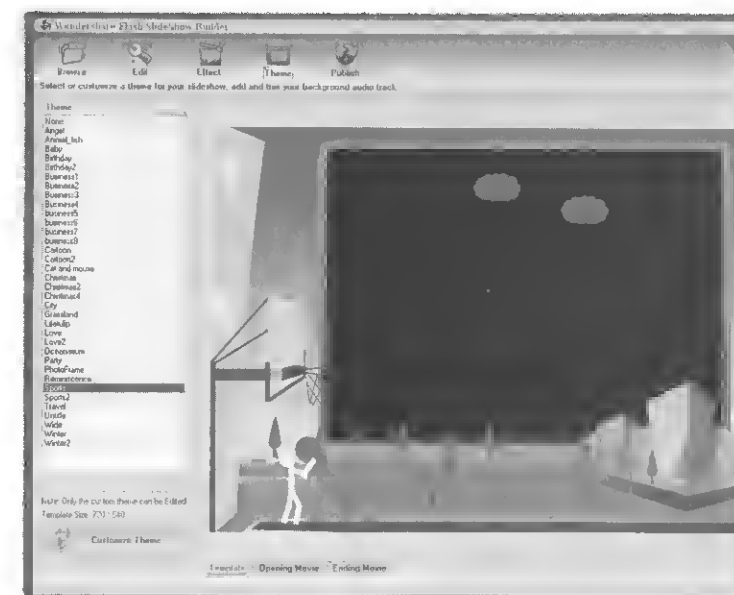 Wondershare Flash Slideshow Builder
Browse Edit Effect Theme Publish
Select or customize a theme for your slideshow, add and trim your background audio track.
Theme
None
Angel
Animal_fish
Baby
Birthday
Birthday2
Business1
Business2
Business3
Business4
business5
business6
business7
business8
Cartoon
Cartoon2
Cat and mouse
Christmas
Christmas2
Christmas4
City
Grassland
Love
Love2
Party
PhotoFrame
Reminiscence
Sports
Sports2
Travel
Wide
Winter
Winter2
Note: Only the custom theme can be Edited
Template Size: 720 * 540
Customize Theme
Template Opening Movie Ending Movie